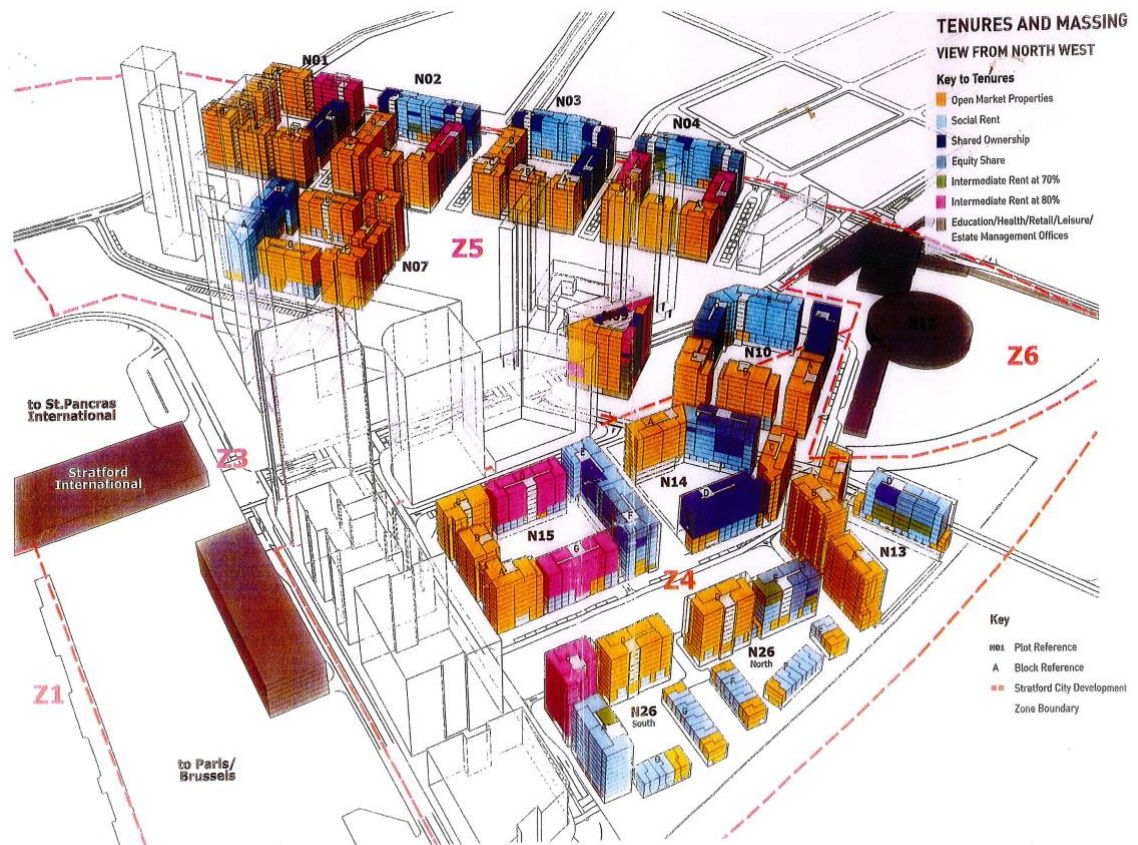 TENURES AND MASSING
VIEW FROM NORTH WEST
Key to Tenures
Open Market Properties
Social Rent
Shared Ownership
Equity Share
Intermediate Rent at 70%
Intermediate Rent at 80%
Education/Health/Retail/Leisure/
Estate Management Offices
N01
N02
N03
N04
N07
Z5
N10
N12
Z6
to St.Pancras
International
Stratford
International
Z3
N14
D
N15
F
G
Z4
N13
N26
North
N26
South
Z1
to Paris/
Brussels
Key
N01 Plot Reference
A Block Reference
Stratford City Development
Zone Boundary